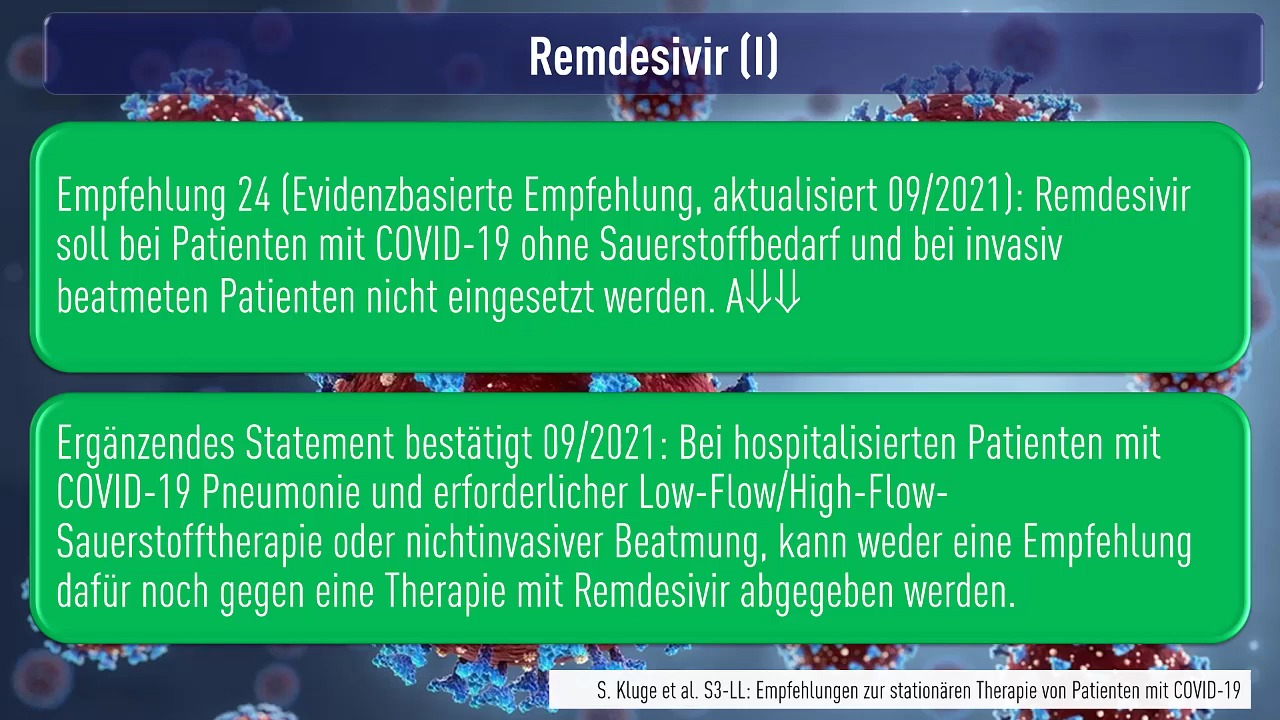 Remdesivir (I)
Empfehlung 24 (Evidenzbasierte Empfehlung, aktualisiert 09/2021): Remdesivir
soll bei Patienten mit COVID-19 ohne Sauerstoffbedarf und bei invasiv
beatmeten Patienten nicht eingesetzt werden. A⇓⇓
Ergänzendes Statement bestätigt 09/2021: Bei hospitalisierten Patienten mit
COVID-19 Pneumonie und erforderlicher Low-Flow/High-Flow-
Sauerstofftherapie oder nichtinvasiver Beatmung, kann weder eine Empfehlung
dafür noch gegen eine Therapie mit Remdesivir abgegeben werden.
S. Kluge et al. S3-LL: Empfehlungen zur stationären Therapie von Patienten mit COVID-19